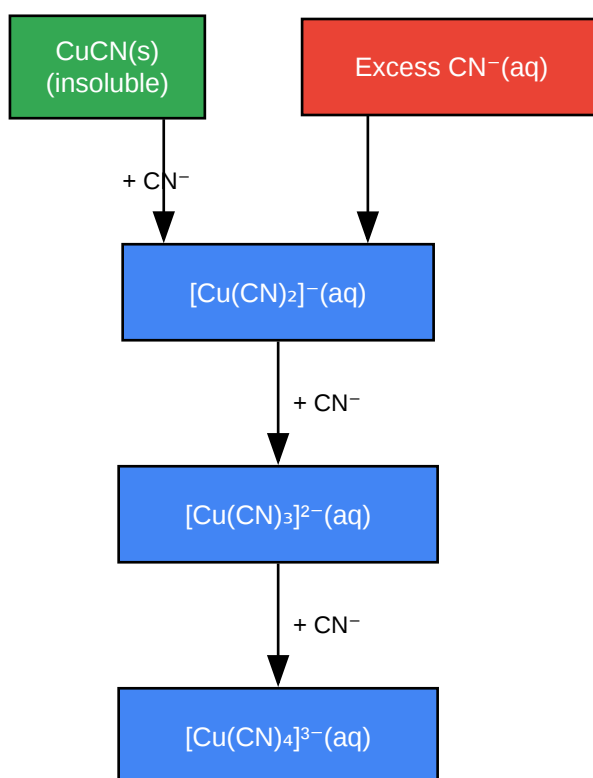 CuCN(s)
(insoluble)
Excess CN⁻(aq)
+ CN⁻
[Cu(CN)₂]⁻(aq)
+ CN⁻
[Cu(CN)₃]²⁻(aq)
+ CN⁻
[Cu(CN)₄]³⁻(aq)